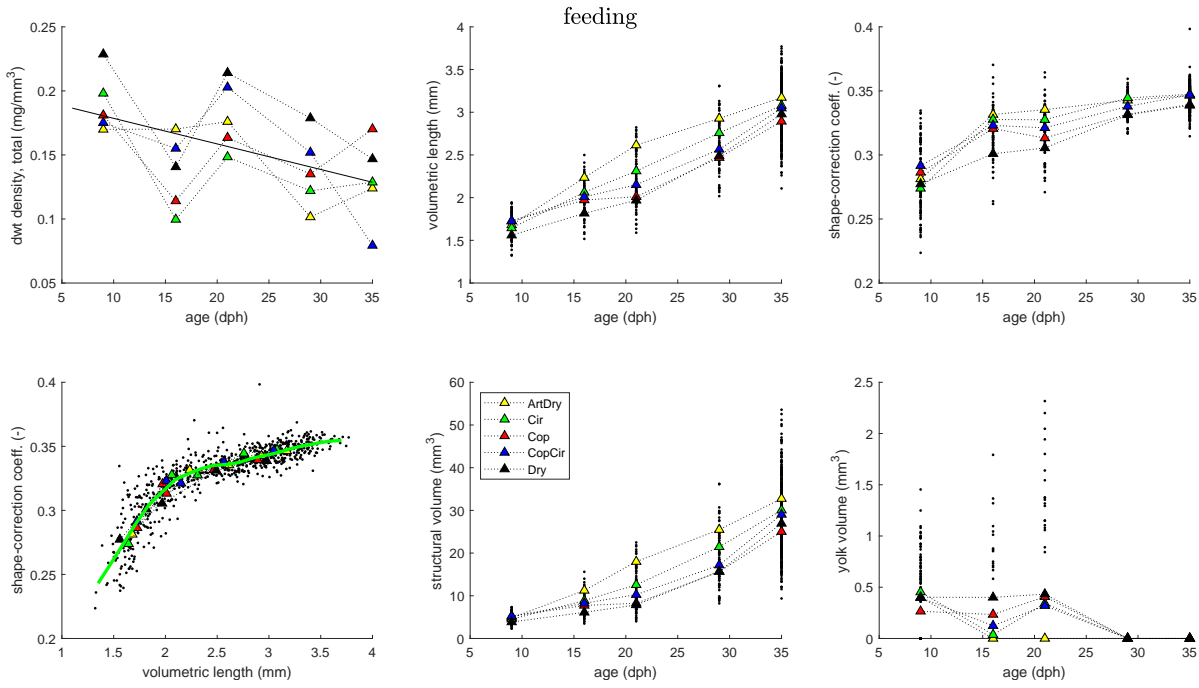 feeding
0.25
0.2
0.15
0.1
0.05
5 10 15 20 25 30 35
dwt density, total (mg/mm³)
age (dph)
4
3.5
3
2.5
2
1.5
1
5 10 15 20 25 30 35
volumetric length (mm)
age (dph)
0.4
0.35
0.3
0.25
0.2
5 10 15 20 25 30 35
shape-correction coeff. (-)
age (dph)
0.4
0.35
0.3
0.25
0.2
1 1.5 2 2.5 3 3.5 4
shape-correction coeff. (-)
volumetric length (mm)
60
50
40
30
20
10
0
5 10 15 20 25 30 35
structural volume (mm³)
age (dph)
ArtDry
Cir
Cop
CopCir
Dry
2.5
2
1.5
1
0.5
0
5 10 15 20 25 30 35
yolk volume (mm³)
age (dph)